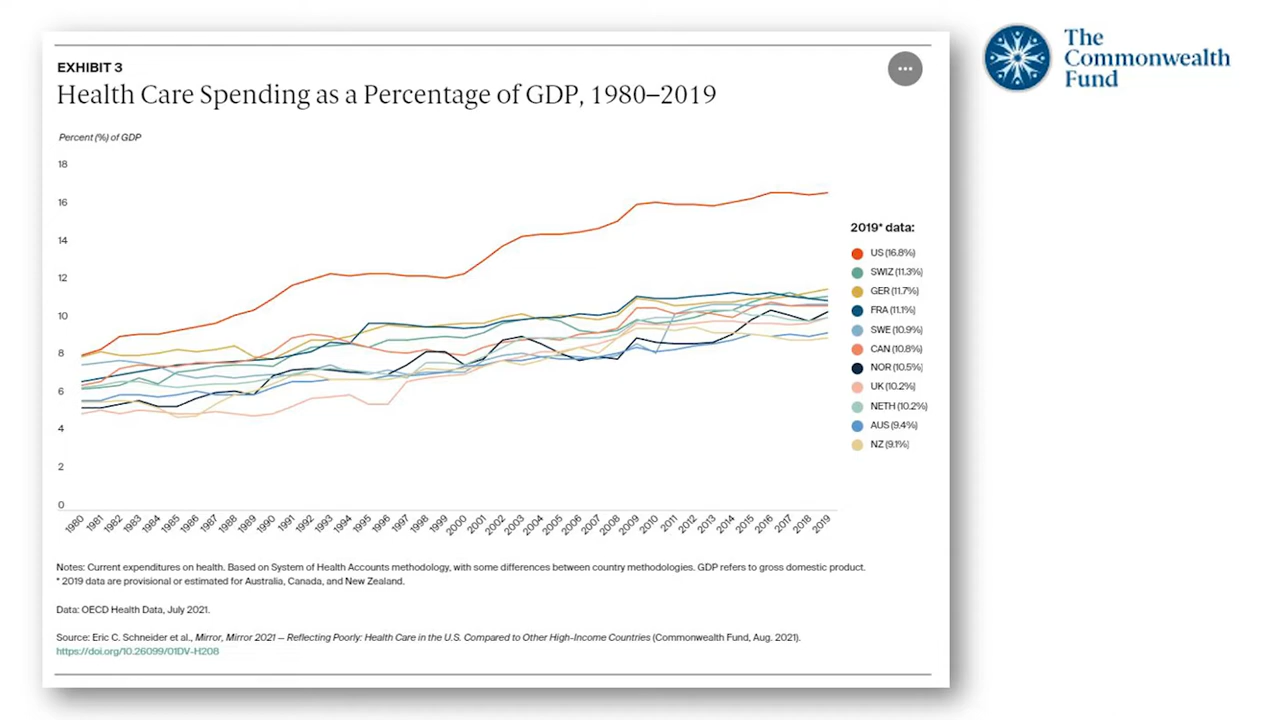 The
Commonwealth
Fund
EXHIBIT 3
Health Care Spending as a Percentage of GDP, 1980–2019
Percent (%) of GDP
18
16
14
12
10
8
6
4
2
0
1980 1981 1982 1983 1984 1985 1986 1987 1988 1989 1990 1991 1992 1993 1994 1995 1996 1997 1998 1999 2000 2001 2002 2003 2004 2005 2006 2007 2008 2009 2010 2011 2012 2013 2014 2015 2016 2017 2018 2019
2019* data:
US (16.8%)
SWIZ (11.3%)
GER (11.7%)
FRA (11.1%)
SWE (10.9%)
CAN (10.8%)
NOR (10.5%)
UK (10.2%)
NETH (10.2%)
AUS (9.4%)
NZ (9.1%)
Notes: Current expenditures on health. Based on System of Health Accounts methodology, with some differences between country methodologies. GDP refers to gross domestic product.
* 2019 data are provisional or estimated for Australia, Canada, and New Zealand.
Data: OECD Health Data, July 2021.
Source: Eric C. Schneider et al., Mirror, Mirror 2021 — Reflecting Poorly: Health Care in the U.S. Compared to Other High-Income Countries (Commonwealth Fund, Aug. 2021).
https://doi.org/10.26099/01DV-H208